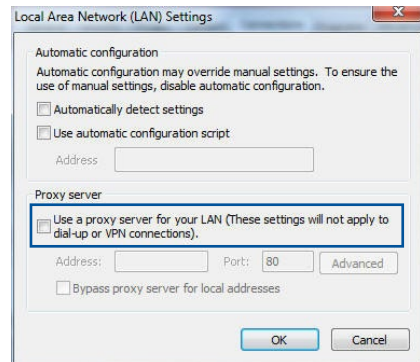 Local Area Network (LAN) Settings
Automatic configuration
Automatic configuration may override manual settings. To ensure the
use of manual settings, disable automatic configuration.
Automatically detect settings
Use automatic configuration script
Address
Proxy server
Use a proxy server for your LAN (These settings will not apply to
dial-up or VPN connections).
Address: Port: 80 Advanced
Bypass proxy server for local addresses
OK Cancel